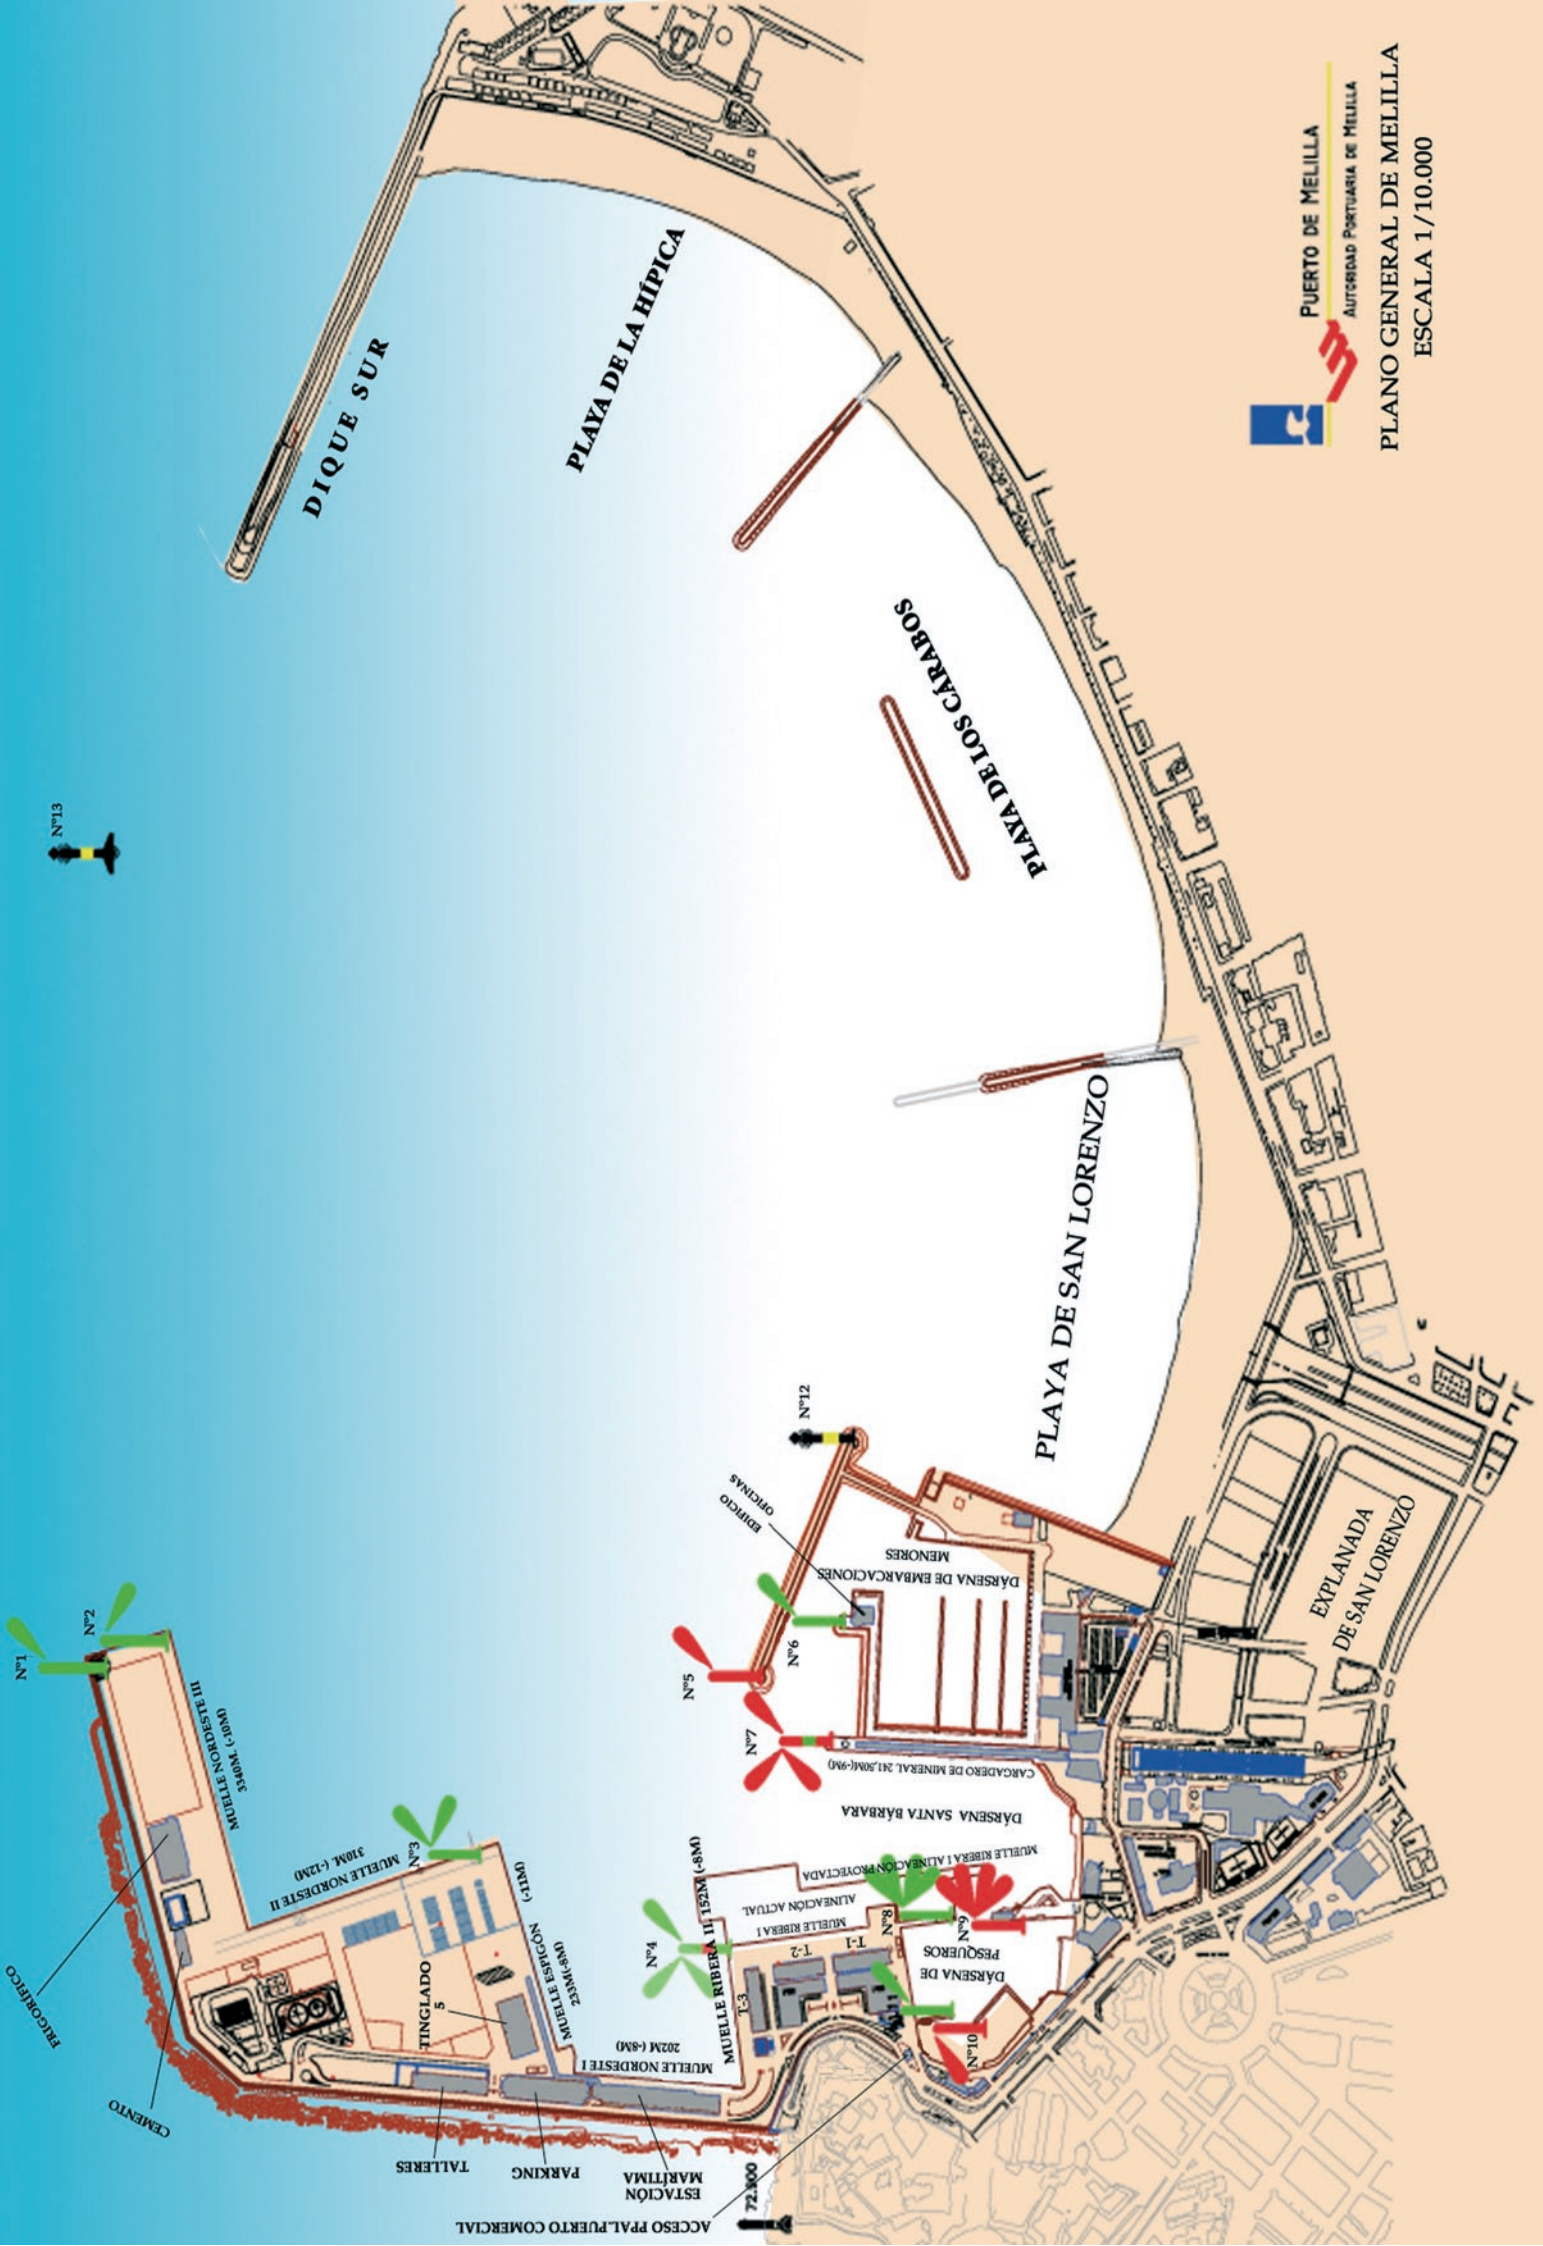 PUERTO DE MELILLA
AUTORIDAD PORTUARIA DE MELILLA
PLANO GENERAL DE MELILLA
ESCALA 1/10.000
DIQUE SUR
PLAYA DE LA HÍPICA
PLAYA DE LOS CÁRABOS
PLAYA DE SAN LORENZO
EXPLANADA
DE SAN LORENZO
Nº13
Nº12
Nº1
Nº2
Nº3
Nº4
Nº5
Nº6
Nº7
Nº8
Nº9
Nº10
11
EDIFICIO
OFICINAS
DÁRSENA DE EMBARCACIONES
MENORES
CARGADERO DE MINERAL 241,50M(-9M)
DÁRSENA SANTA BÁRBARA
MUELLE RIBERA I ALINEACIÓN PROYECTADA
MUELLE RIBERA I
ALINEACIÓN ACTUAL
MUELLE RIBERA II. 152M (-8M)
DÁRSENA DE
PESQUEROS
T-1
T-2
T-3
MUELLE NORDESTE I
202M (-8M)
MUELLE ESPIGÓN
233M(-8M)
(-11M)
MUELLE NORDESTE II
310M. (-12M)
MUELLE NORDESTE III
3340M. (-10M)
TINGLADO
5
FRIGORÍFICO
CEMENTO
TALLERES
PARKING
ESTACIÓN
MARÍTIMA
ACCESO PPAL.PUERTO COMERCIAL
72.900